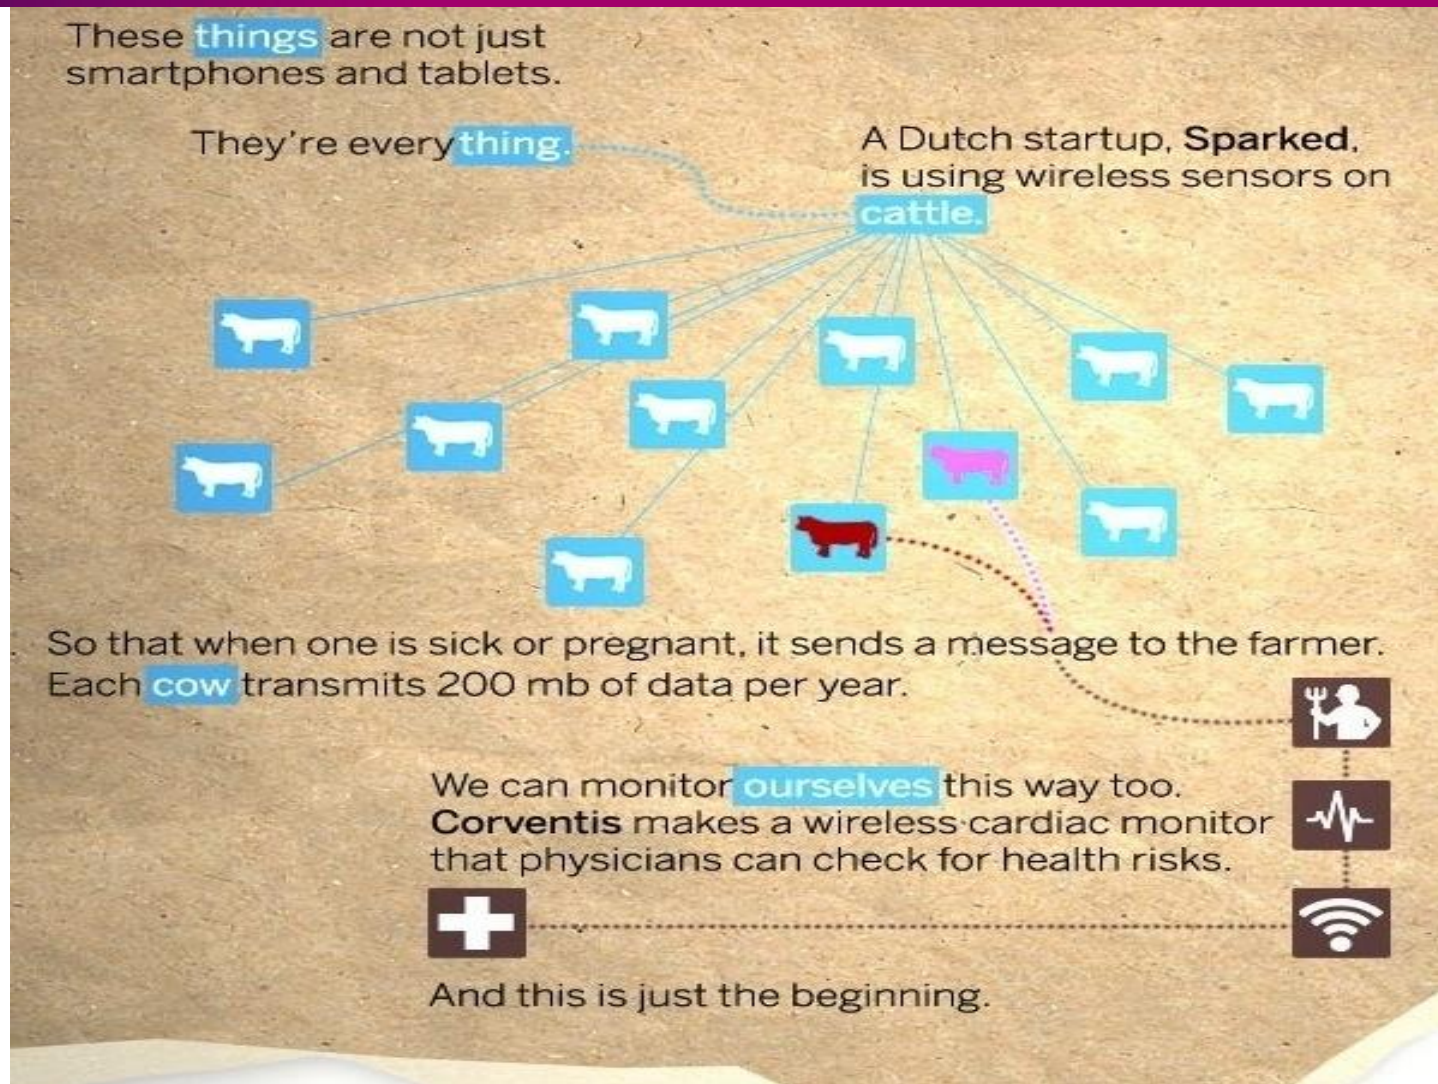 These things are not just
smartphones and tablets.
They're everything.
A Dutch startup, Sparked,
is using wireless sensors on
cattle.
So that when one is sick or pregnant, it sends a message to the farmer.
Each cow transmits 200 mb of data per year.
We can monitor ourselves this way too.
Corventis makes a wireless cardiac monitor
that physicians can check for health risks.
And this is just the beginning.